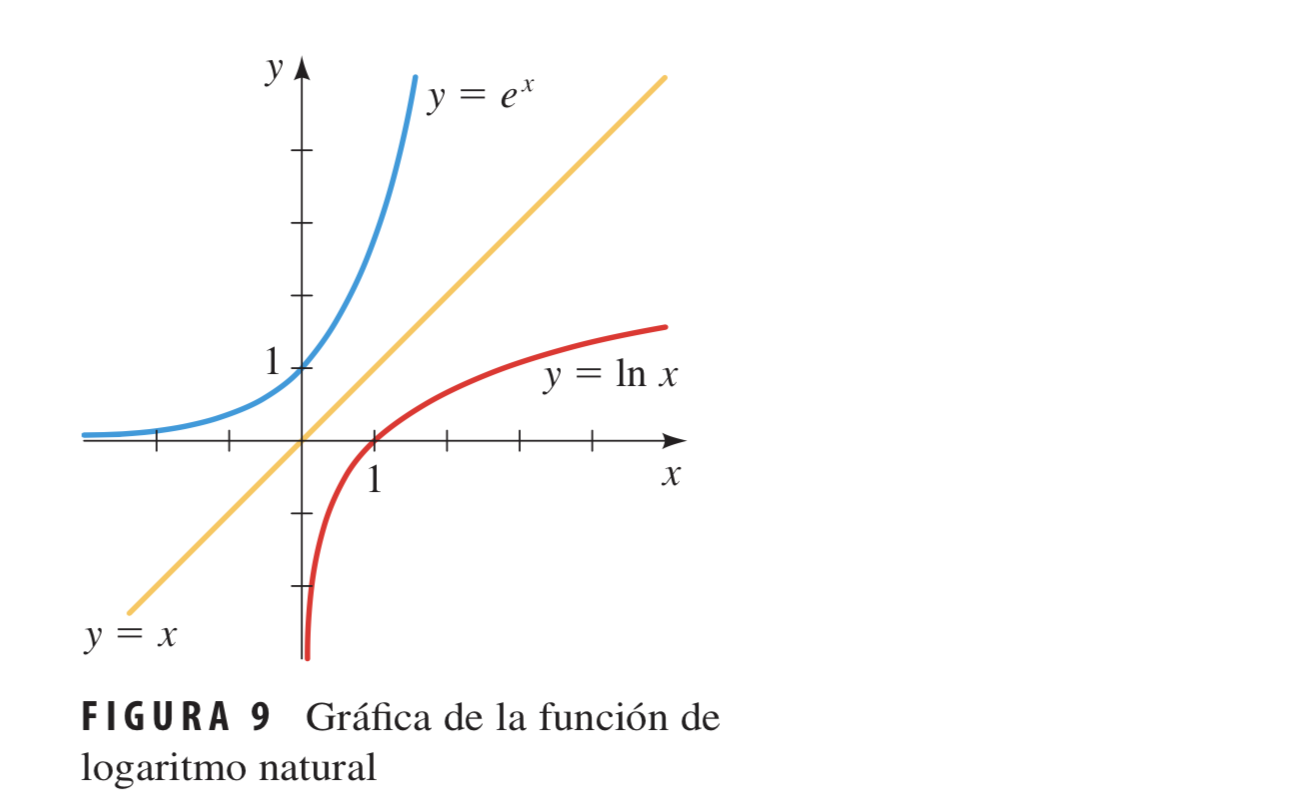 y
y = e^x
1
y = ln x
1
x
y = x
FIGURA 9 Gráfica de la función de
logaritmo natural